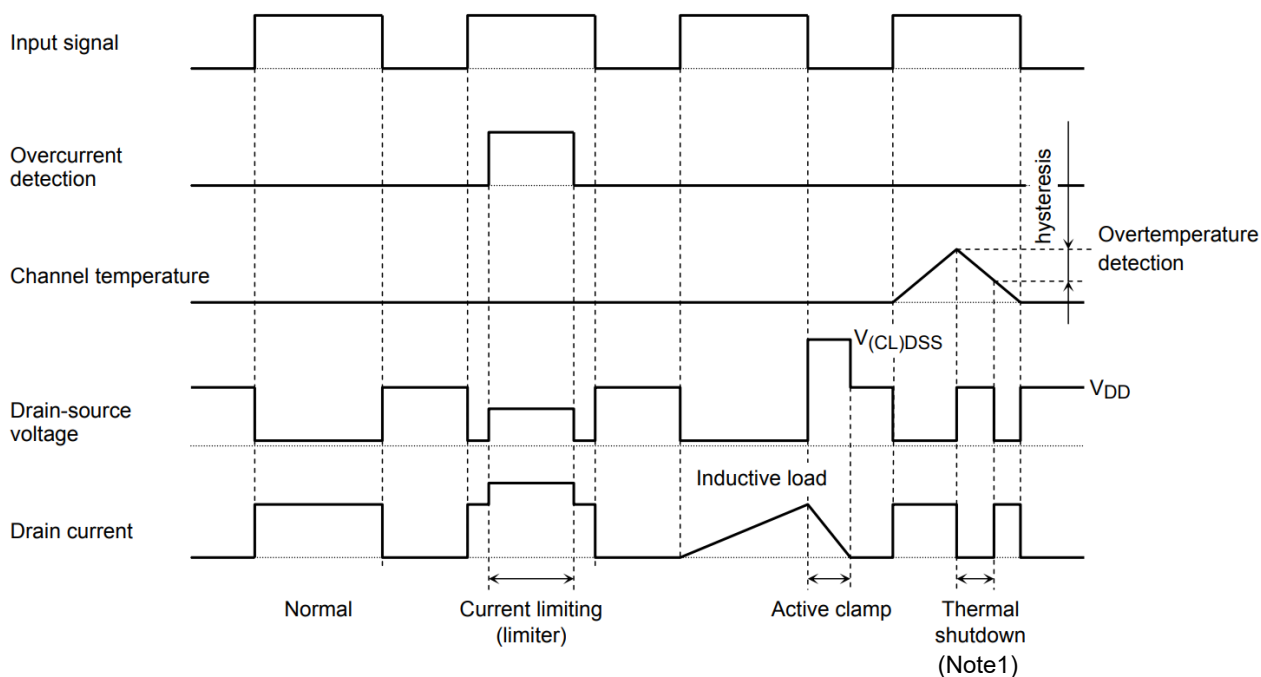 Input signal
Overcurrent
detection
hysteresis
Overtemperature
detection
Channel temperature
V(CL)DSS
VDD
Drain-source
voltage
Inductive load
Drain current
Normal
Current limiting
(limiter)
Active clamp
Thermal
shutdown
(Note1)